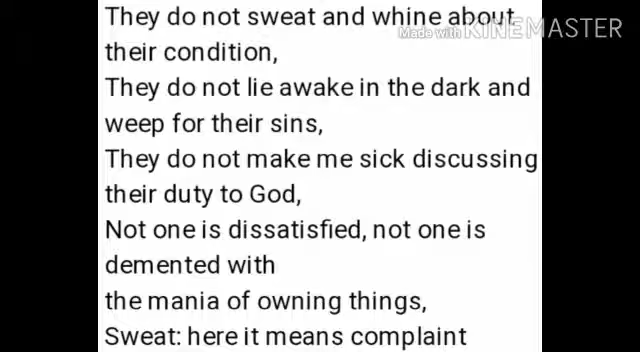 They do not sweat and whine about
Made with KINEMASTER
their condition,
They do not lie awake in the dark and
weep for their sins,
They do not make me sick discussing
their duty to God,
Not one is dissatisfied, not one is
demented with
the mania of owning things,
Sweat: here it means complaint